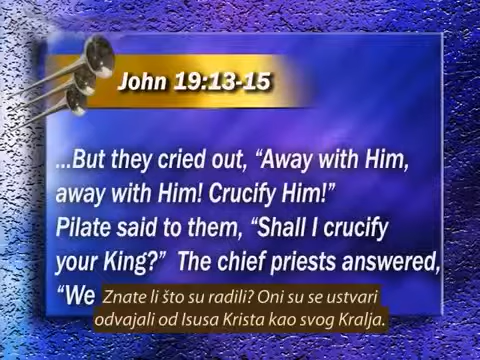 John 19:13-15
...But they cried out, “Away with Him,
away with Him! Crucify Him!”
Pilate said to them, “Shall I crucify
your King?” The chief priests answered,
“We
Znate li što su radili? Oni su se ustvari
odvajali od Isusa Krista kao svog Kralja.